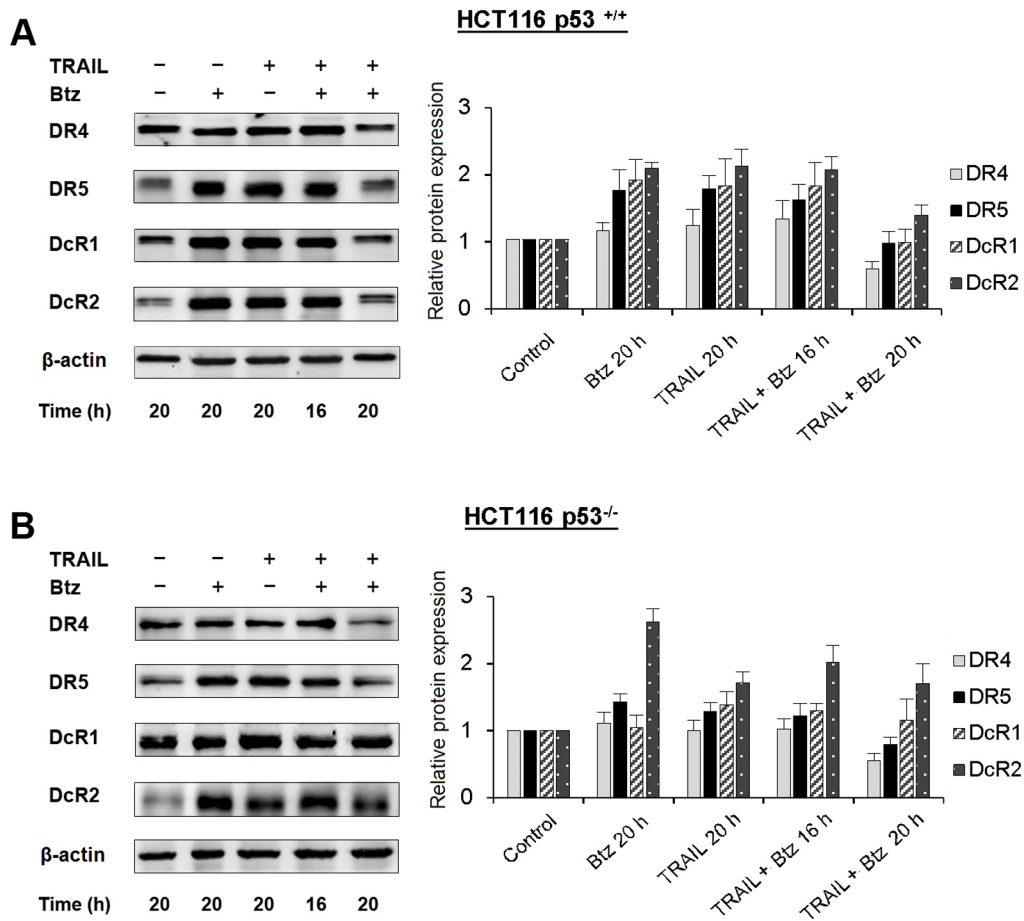 A
HCT116 p53 +/+
TRAIL – – + + +
Btz – + – + +
DR4
DR5
DcR1
DcR2
β-actin
Time (h) 20 20 20 16 20
Relative protein expression
3
2
1
0
Control
Btz 20 h
TRAIL 20 h
TRAIL + Btz 16 h
TRAIL + Btz 20 h
DR4
DR5
DcR1
DcR2
B
HCT116 p53-/-
TRAIL – – + + +
Btz – + – + +
DR4
DR5
DcR1
DcR2
β-actin
Time (h) 20 20 20 16 20
Relative protein expression
3
2
1
0
Control
Btz 20 h
TRAIL 20 h
TRAIL + Btz 16 h
TRAIL + Btz 20 h
DR4
DR5
DcR1
DcR2